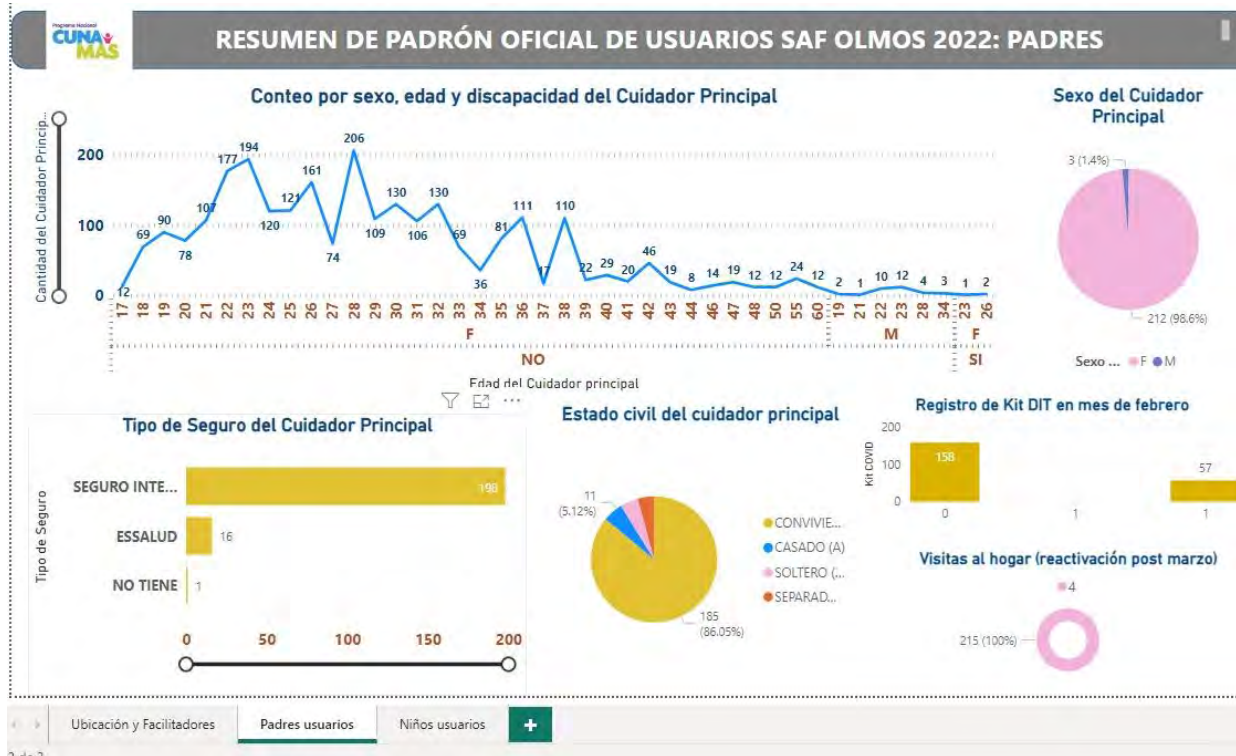 Programa Nacional
CUNA
MAS
RESUMEN DE PADRÓN OFICIAL DE USUARIOS SAF OLMOS 2022: PADRES
Conteo por sexo, edad y discapacidad del Cuidador Principal
Cantidad del Cuidador Princip...
200
100
0
12 69 90 78 107 177 194 120 121 161 74 206 109 130 106 130 69 36 81 111 17 110 22 29 20 46 19 8 14 19 12 12 24 12 2 1 10 12 4 3 1 2
17 18 19 20 21 22 23 24 25 26 27 28 29 30 31 32 33 34 35 36 37 38 39 40 41 42 43 44 46 47 48 50 55 60 19 21 22 23 28 34 23 26
F M F
NO SI
Edad del Cuidador principal
Sexo del Cuidador
Principal
3 (1.4%)
212 (98.6%)
Sexo ... F M
Tipo de Seguro del Cuidador Principal
Tipo de Seguro
SEGURO INTE... 198
ESSALUD 16
NO TIENE 1
0 50 100 150 200
Estado civil del cuidador principal
11
(5.12%)
185
(86.05%)
CONVIVIE...
CASADO (A)
SOLTERO (...
SEPARAD...
Registro de Kit DIT en mes de febrero
Kit COVID
200
100
0
158
57
0 1 1
Visitas al hogar (reactivación post marzo)
4
215 (100%)
Ubicación y Facilitadores Padres usuarios Niños usuarios +